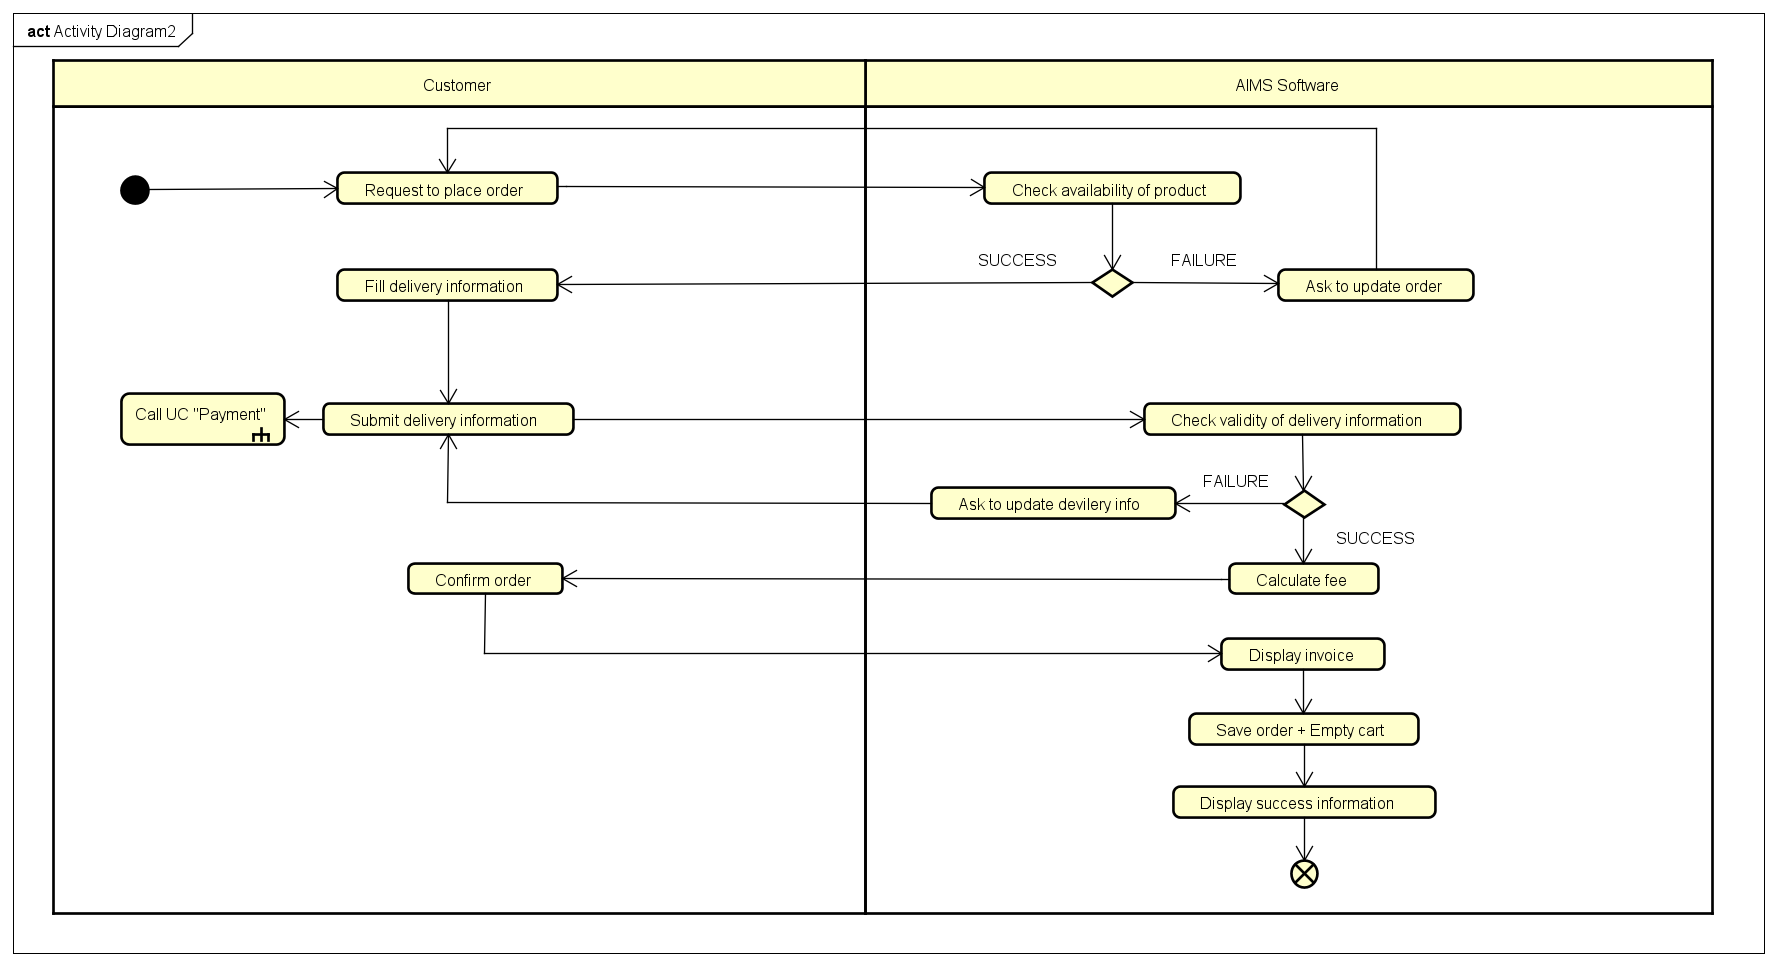 act Activity Diagram2
Customer
AIMS Software
Request to place order
Check availability of product
SUCCESS
FAILURE
Fill delivery information
Ask to update order
Call UC "Payment"
Submit delivery information
Check validity of delivery information
FAILURE
Ask to update devilery info
SUCCESS
Confirm order
Calculate fee
Display invoice
Save order + Empty cart
Display success information